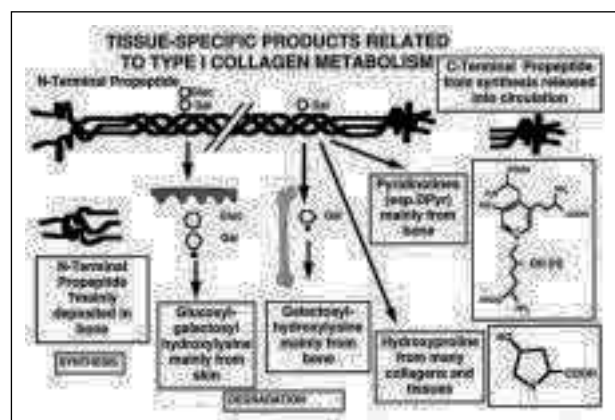 TISSUE-SPECIFIC PRODUCTS RELATED
TO TYPE I COLLAGEN METABOLISM
N-Terminal Propeptide
Gluc
Gal
Gal
C-Terminal Propeptide
from synthesis released
into circulation
Pyridinolines
(esp. DPyr)
mainly from
bone
Gluc
Gal
Gal
N-Terminal
Propeptide
mainly
deposited in
bone
SYNTHESIS
Glucosyl-
galactosyl
hydroxylysine
mainly from
skin
Galactosyl-
hydroxylysine
mainly from
bone
DEGRADATION
Hydroxyproline
from many
collagens and
tissues
COOH